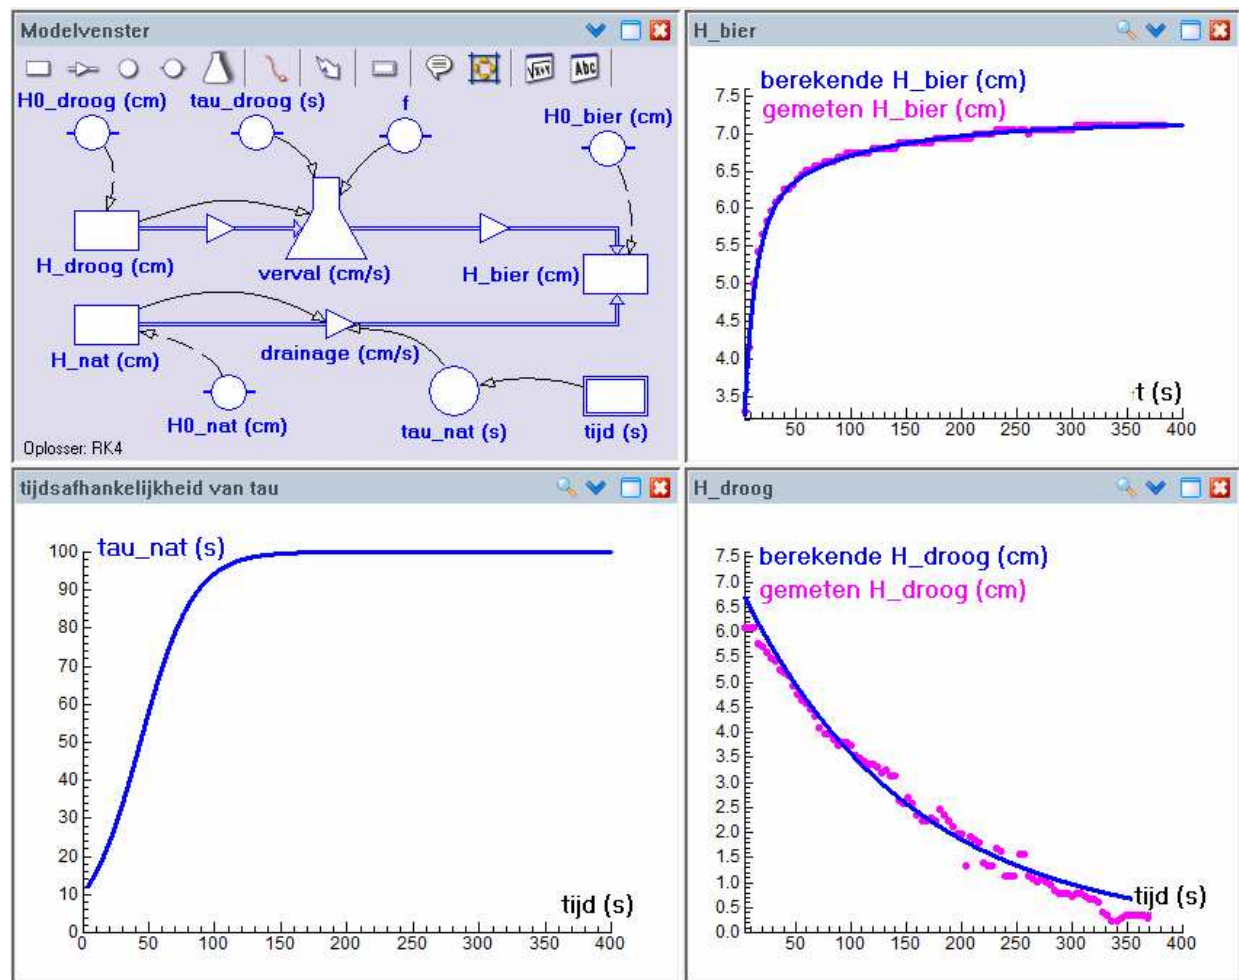 Modelvenster
√x+y Abc
H0_droog (cm) tau_droog (s) f H0_bier (cm)
H_droog (cm) verval (cm/s) H_bier (cm)
H_nat (cm) drainage (cm/s)
H0_nat (cm) tau_nat (s) tijd (s)
Oplosser: RK4
H_bier
berekende H_bier (cm)
gemeten H_bier (cm)
7.5
7.0
6.5
6.0
5.5
5.0
4.5
4.0
3.5
t (s)
50 100 150 200 250 300 350 400
tijdsafhankelijkheid van tau
tau_nat (s)
100
90
80
70
60
50
40
30
20
10
0
tijd (s)
0 50 100 150 200 250 300 350 400
H_droog
berekende H_droog (cm)
gemeten H_droog (cm)
7.5
7.0
6.5
6.0
5.5
5.0
4.5
4.0
3.5
3.0
2.5
2.0
1.5
1.0
0.5
0.0
tijd (s)
50 100 150 200 250 300 350 400